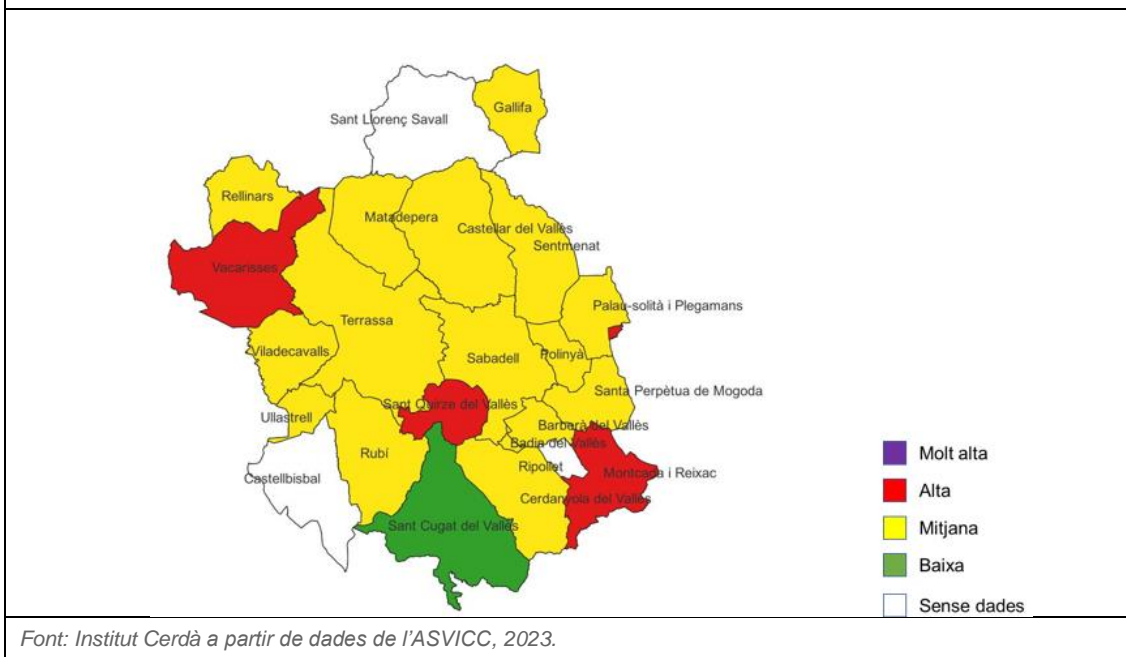 Gallifa
Sant Llorenç Savall
Rellinars
Matadepera
Castellar del Vallès
Sentmenat
Vacarisses
Palau-solità i Plegamans
Terrassa
Viladecavalls
Sabadell
Polinyà
Santa Perpètua de Mogoda
Sant Quirze del Vallès
Ullastrell
Barberà del Vallès
Badia del Vallès
Rubí
Ripollet
Montcada i Reixac
Castellbisbal
Cerdanyola del Vallès
Sant Cugat del Vallès
Molt alta
Alta
Mitjana
Baixa
Sense dades
Font: Institut Cerdà a partir de dades de l’ASVICC, 2023.